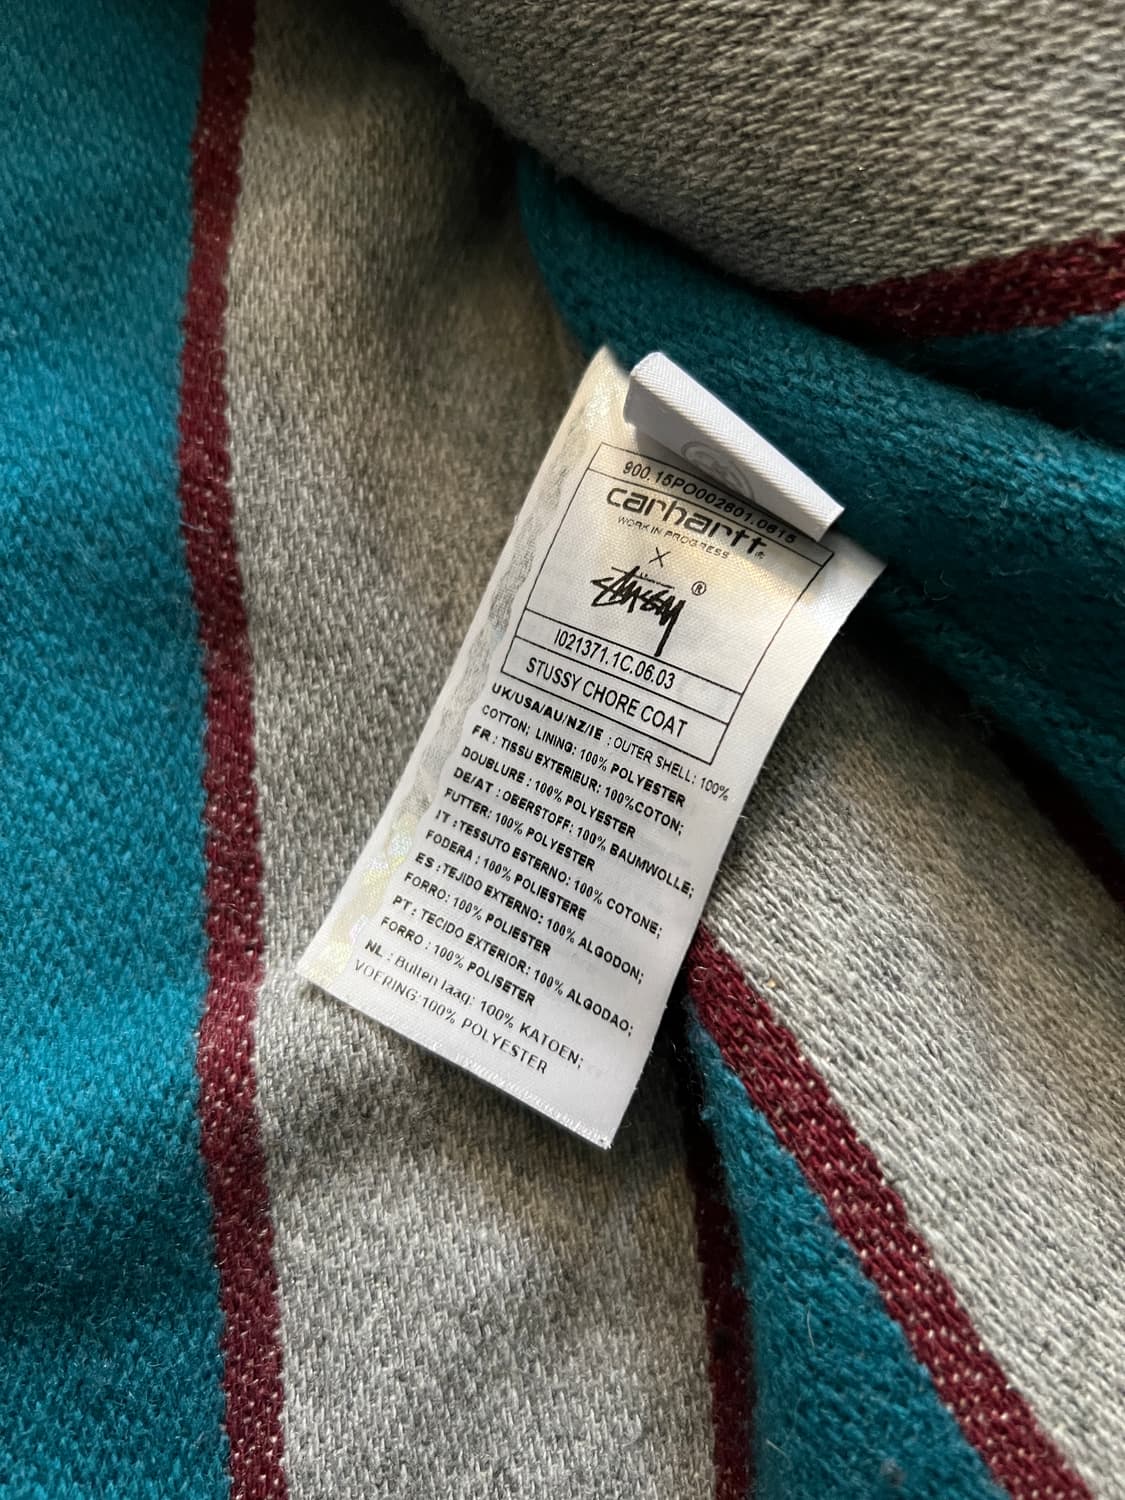 900.15PO002601.0615
carhartt®
WORK IN PROGRESS
X
Stüssy ®
I021371.1C.06.03
STUSSY CHORE COAT
UK/USA/AU/NZ/IE : OUTER SHELL: 100%
COTTON; LINING: 100% POLYESTER
FR : TISSU EXTERIEUR: 100%COTON;
DOUBLURE : 100% POLYESTER
DE/AT : OBERSTOFF: 100% BAUMWOLLE;
FUTTER: 100% POLYESTER
IT : TESSUTO ESTERNO: 100% COTONE;
FODERA : 100% POLIESTERE
ES : TEJIDO EXTERNO: 100% ALGODON;
FORRO: 100% POLIESTER
PT : TECIDO EXTERIOR: 100% ALGODAO;
FORRO : 100% POLISETER
NL : Buiten laag: 100% KATOEN;
VOERING:100% POLYESTER